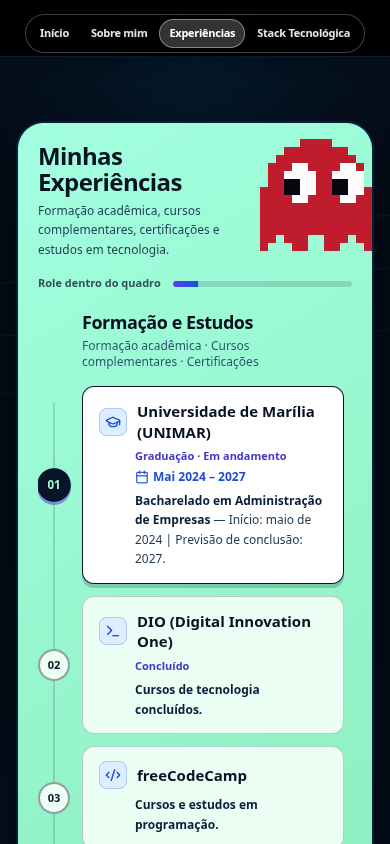 Início Sobre mim Experiências Stack Tecnológica
Minhas
Experiências
Formação acadêmica, cursos
complementares, certificações e
estudos em tecnologia.
Role dentro do quadro
Formação e Estudos
Formação acadêmica · Cursos
complementares · Certificações
01
Universidade de Marília
(UNIMAR)
Graduação · Em andamento
Mai 2024 – 2027
Bacharelado em Administração
de Empresas — Início: maio de
2024 | Previsão de conclusão:
2027.
02
DIO (Digital Innovation
One)
Concluído
Cursos de tecnologia
concluídos.
03
freeCodeCamp
Cursos e estudos em
programação.